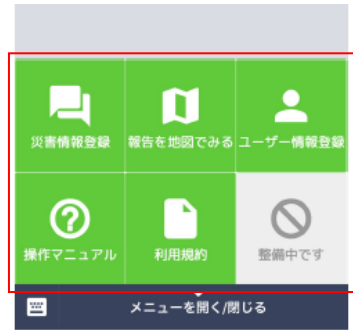 災害情報登録
報告を地図でみる
ユーザー情報登録
操作マニュアル
利用規約
整備中です
メニューを開く/閉じる